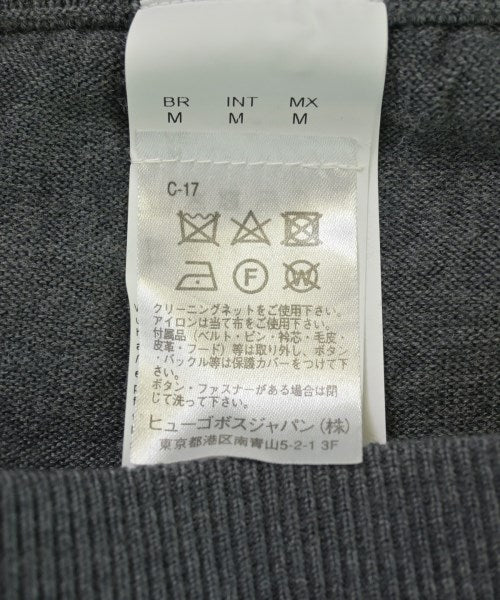 BR INT MX
M M M
C-17
F W
クリーニングネットをご使用下さい。
アイロンは当て布をご使用下さい。
付属品（ベルト・ピン・衿芯・毛皮
皮革・フード）等は取り外し、ボタン
・バックル等は保護カバーをつけて下
さい。
ボタン・ファスナーがある場合は閉
じて洗って下さい。
ヒューゴボスジャパン（株）
東京都港区南青山5-2-1 3F